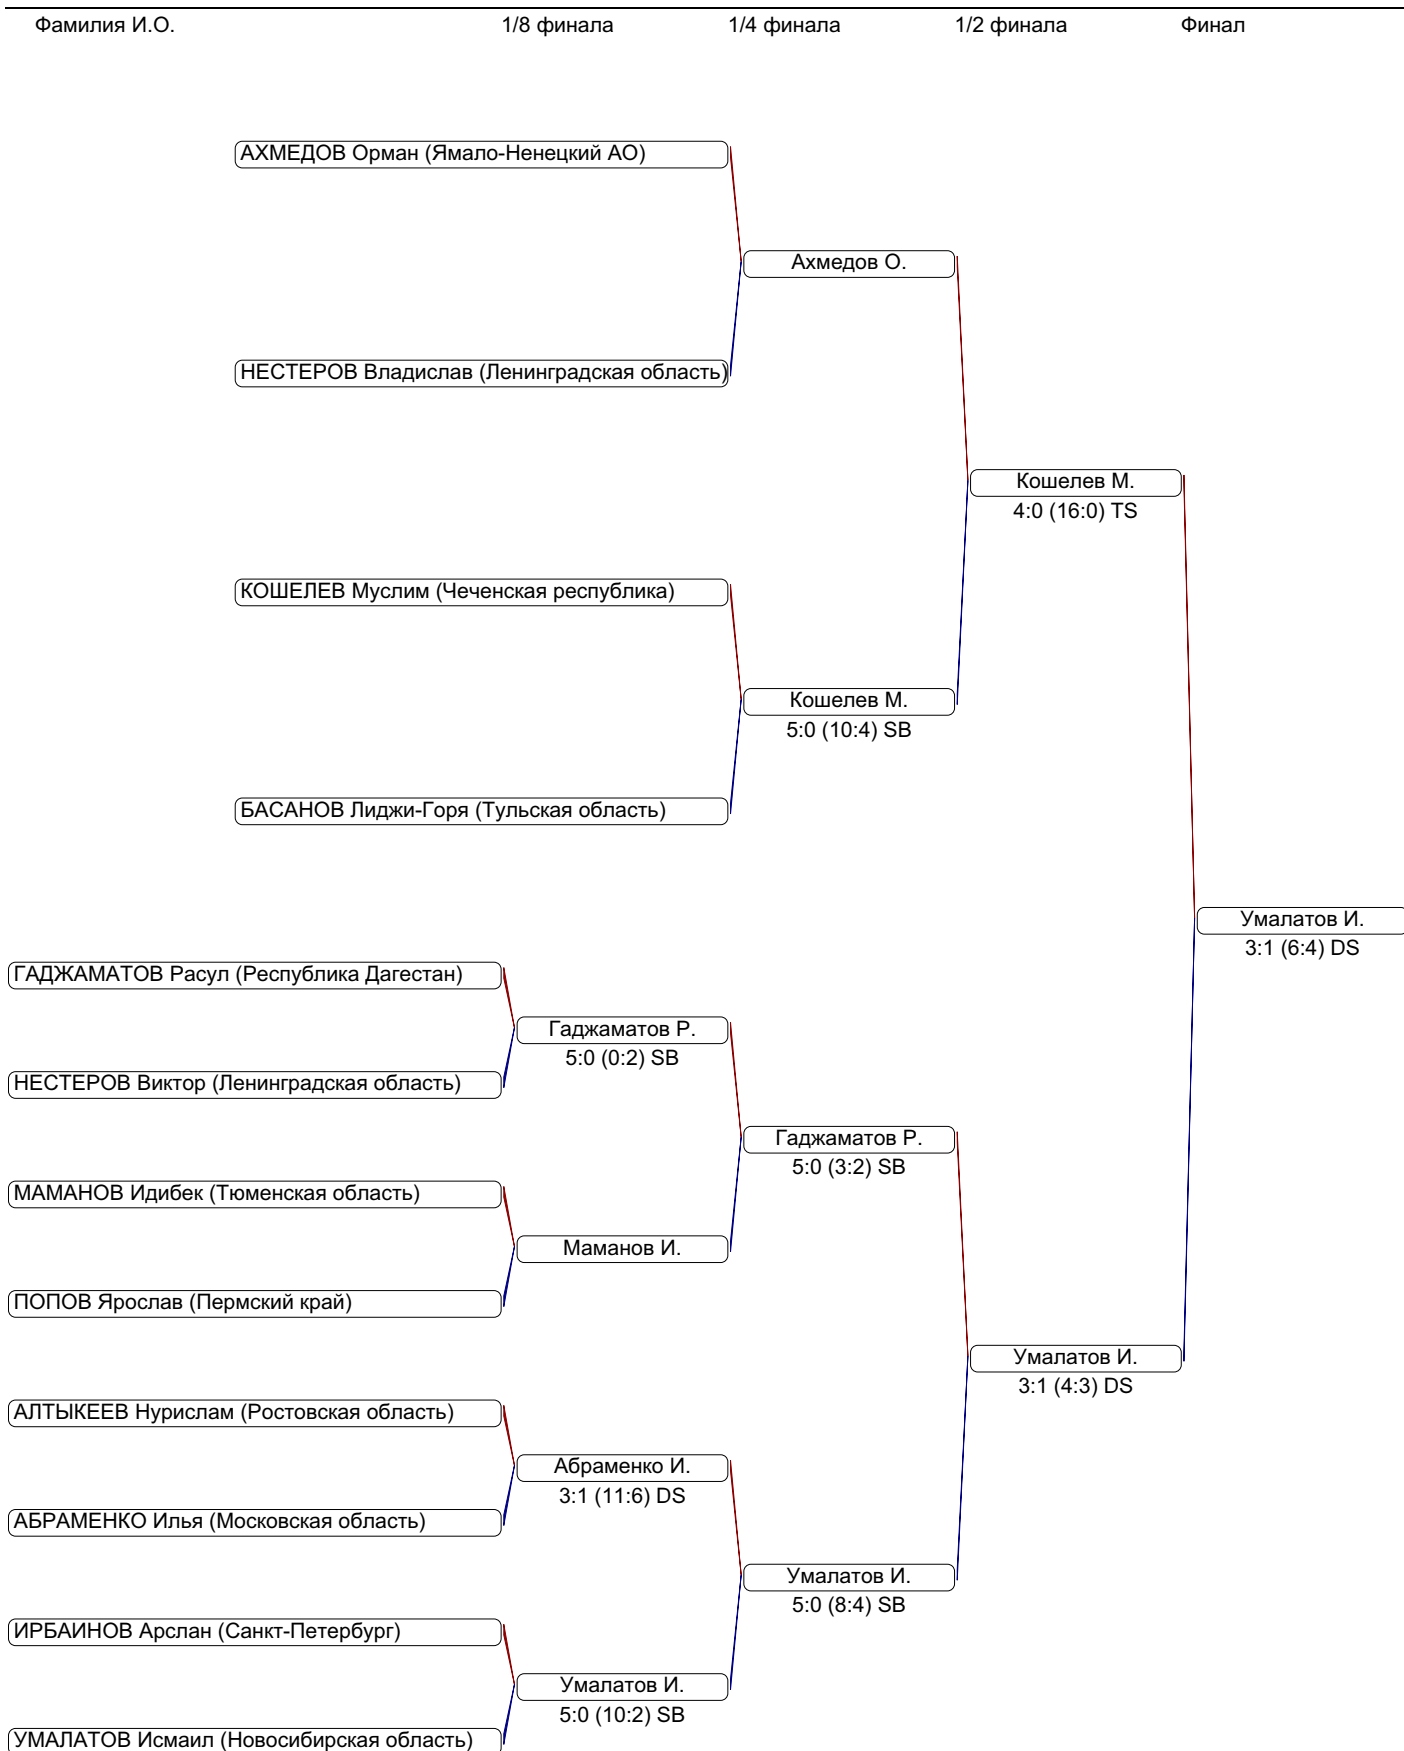 Фамилия И.О. 1/8 финала 1/4 финала 1/2 финала Финал
АХМЕДОВ Орман (Ямало-Ненецкий АО)
Ахмедов О.
НЕСТЕРОВ Владислав (Ленинградская область)
Кошелев М.
4:0 (16:0) TS
КОШЕЛЕВ Муслим (Чеченская республика)
Кошелев М.
5:0 (10:4) SB
БАСАНОВ Лиджи-Горя (Тульская область)
Умалатов И.
3:1 (6:4) DS
ГАДЖАМАТОВ Расул (Республика Дагестан)
Гаджаматов Р.
5:0 (0:2) SB
НЕСТЕРОВ Виктор (Ленинградская область)
Гаджаматов Р.
5:0 (3:2) SB
МАМАНОВ Идибек (Тюменская область)
Маманов И.
ПОПОВ Ярослав (Пермский край)
Умалатов И.
3:1 (4:3) DS
АЛТЫКЕЕВ Нурислам (Ростовская область)
Абраменко И.
3:1 (11:6) DS
АБРАМЕНКО Илья (Московская область)
Умалатов И.
5:0 (8:4) SB
ИРБАИНОВ Арслан (Санкт-Петербург)
Умалатов И.
5:0 (10:2) SB
УМАЛАТОВ Исмаил (Новосибирская область)